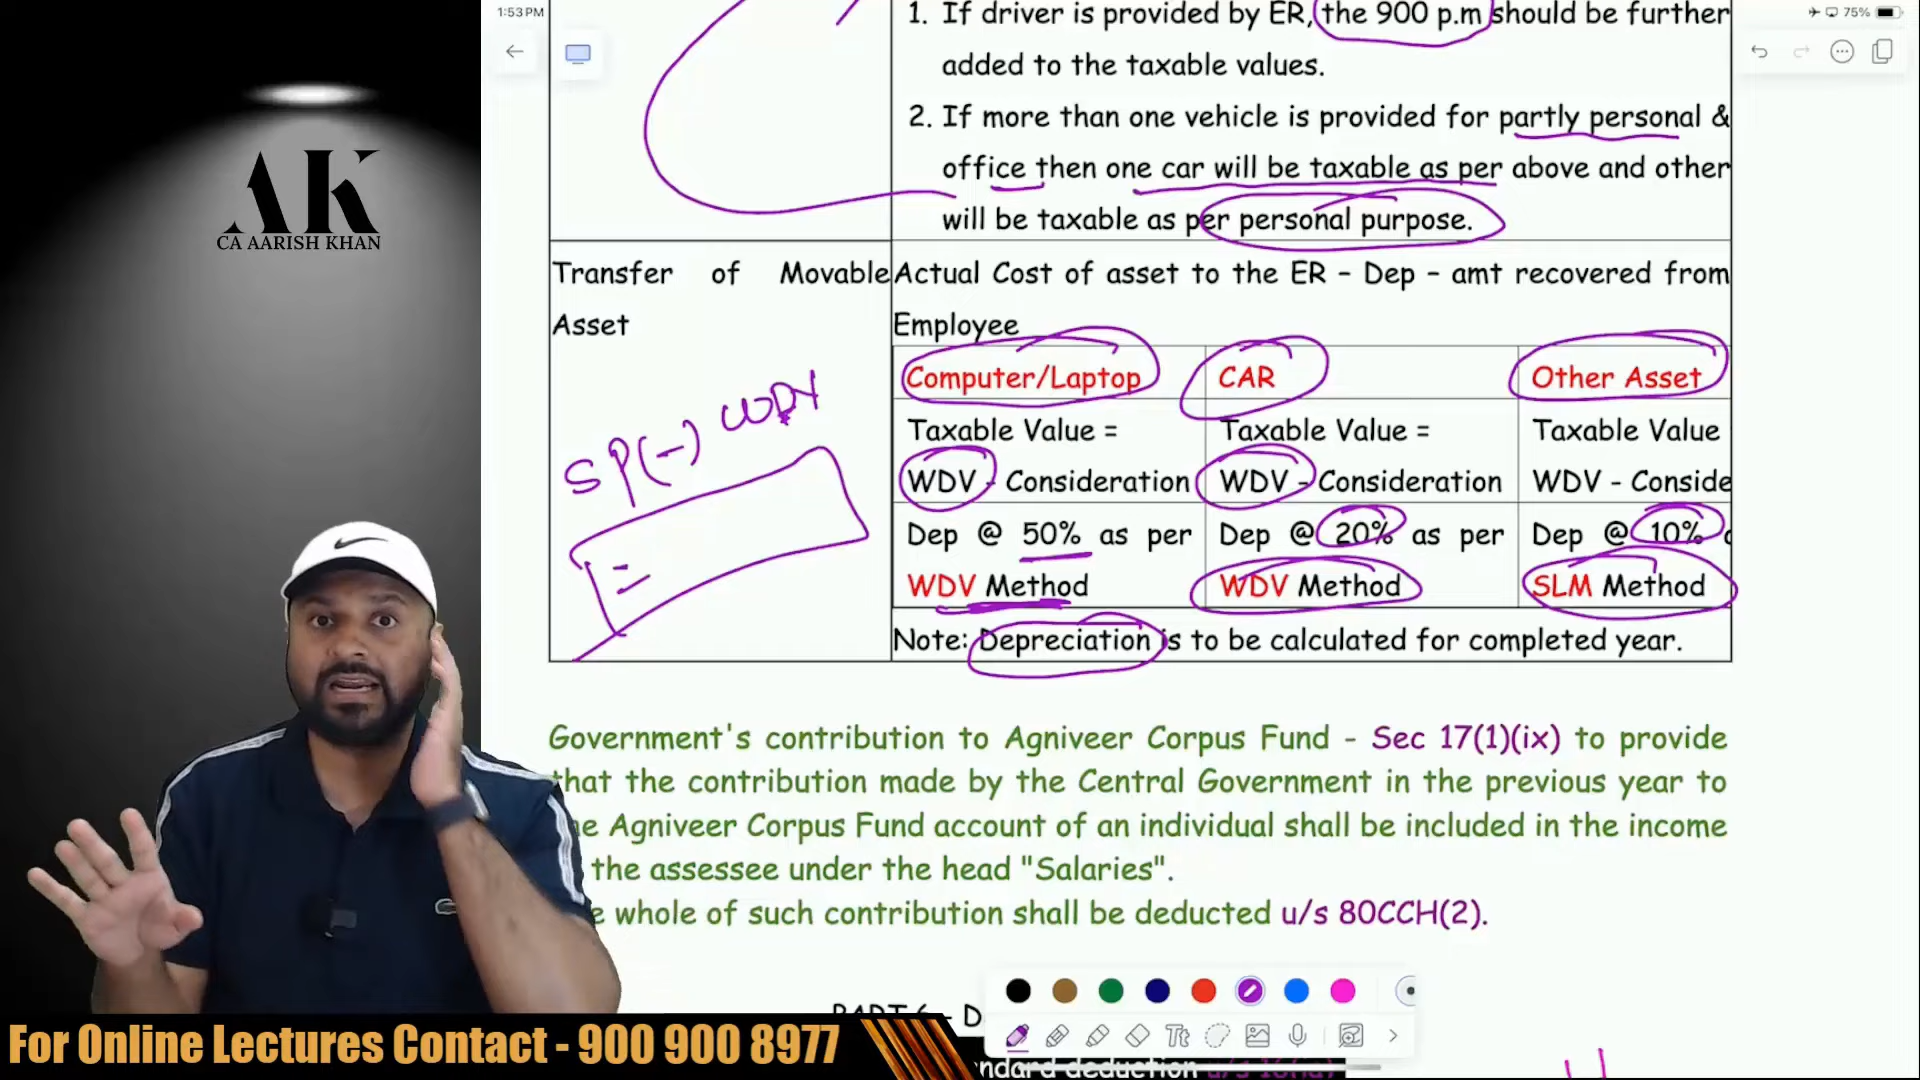 1:53 PM
75%
1. If driver is provided by ER, the 900 p.m should be further
added to the taxable values.
2. If more than one vehicle is provided for partly personal &
office then one car will be taxable as per above and other
will be taxable as per personal purpose.
AK
CA AARISH KHAN
Transfer of Movable
Asset
Actual Cost of asset to the ER – Dep – amt recovered from
Employee
Computer/Laptop CAR Other Asset
Taxable Value = Taxable Value = Taxable Value
WDV - Consideration WDV - Consideration WDV - Conside
Dep @ 50% as per Dep @ 20% as per Dep @ 10%
WDV Method WDV Method SLM Method
SP(-) WDV
=
Note: Depreciation is to be calculated for completed year.
Government's contribution to Agniveer Corpus Fund - Sec 17(1)(ix) to provide
that the contribution made by the Central Government in the previous year to
Agniveer Corpus Fund account of an individual shall be included in the income
the assessee under the head "Salaries".
whole of such contribution shall be deducted u/s 80CCH(2).
Tt
For Online Lectures Contact - 900 900 8977